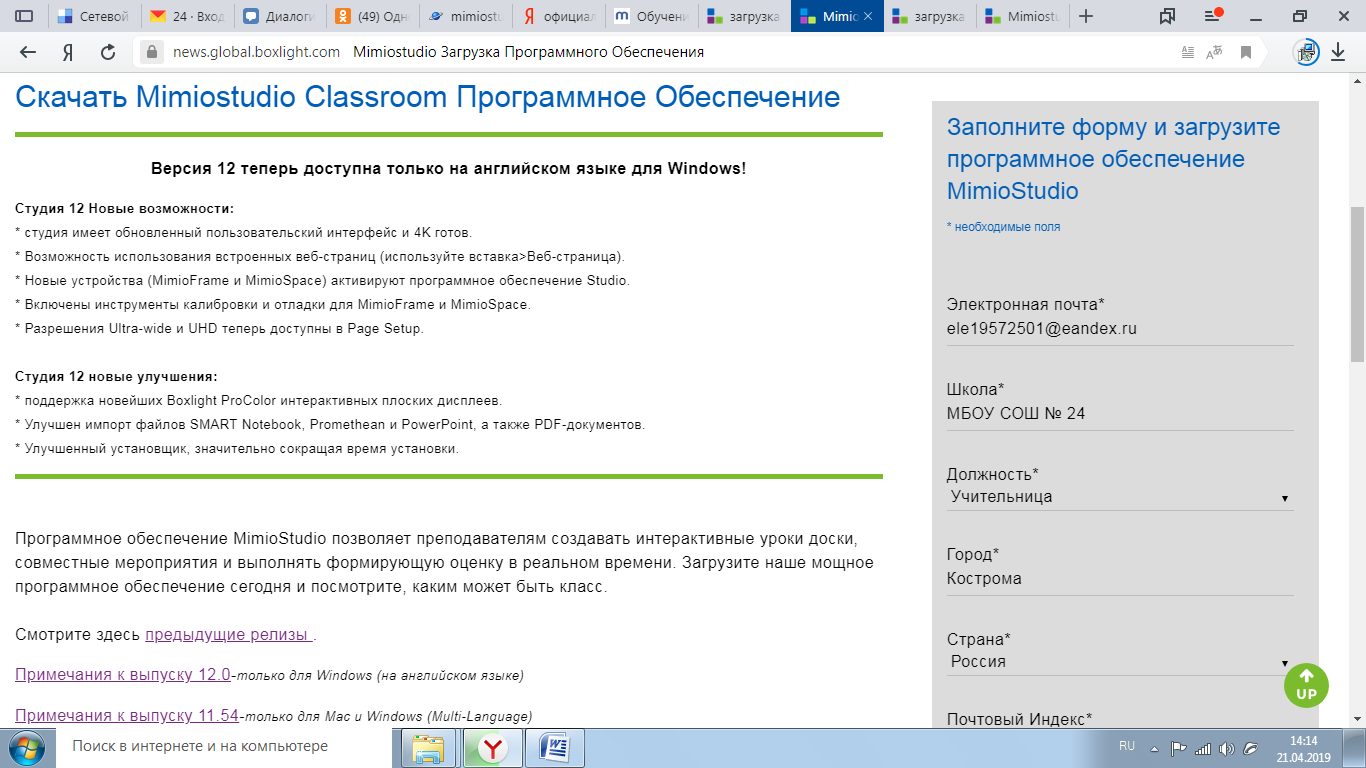 Сетевой
24 · Вход
Диалоги
(49) Одн
mimiostu
официал
Обучени
загрузка
Mimic
загрузка
Mimiostu
news.global.boxlight.com Mimiostudio Загрузка Программного Обеспечения
Скачать Mimiostudio Classroom Программное Обеспечение
Версия 12 теперь доступна только на английском языке для Windows!
Студия 12 Новые возможности:
* студия имеет обновленный пользовательский интерфейс и 4K готов.
* Возможность использования встроенных веб-страниц (используйте вставка>Веб-страница).
* Новые устройства (MimioFrame и MimioSpace) активируют программное обеспечение Studio.
* Включены инструменты калибровки и отладки для MimioFrame и MimioSpace.
* Разрешения Ultra-wide и UHD теперь доступны в Page Setup.
Студия 12 новые улучшения:
* поддержка новейших Boxlight ProColor интерактивных плоских дисплеев.
* Улучшен импорт файлов SMART Notebook, Promethean и PowerPoint, а также PDF-документов.
* Улучшенный установщик, значительно сокращая время установки.
Программное обеспечение MimioStudio позволяет преподавателям создавать интерактивные уроки доски,
совместные мероприятия и выполнять формирующую оценку в реальном времени. Загрузите наше мощное
программное обеспечение сегодня и посмотрите, каким может быть класс.
Смотрите здесь предыдущие релизы .
Примечания к выпуску 12.0-только для Windows (на английском языке)
Примечания к выпуску 11.54-только для Mac и Windows (Multi-Language)
Заполните форму и загрузите
программное обеспечение
MimioStudio
* необходимые поля
Электронная почта*
ele19572501@eandex.ru
Школа*
МБОУ СОШ № 24
Должность*
Учительница
Город*
Кострома
Страна*
Россия
Почтовый Индекс*
UP
Поиск в интернете и на компьютере
RU
14:14
21.04.2019